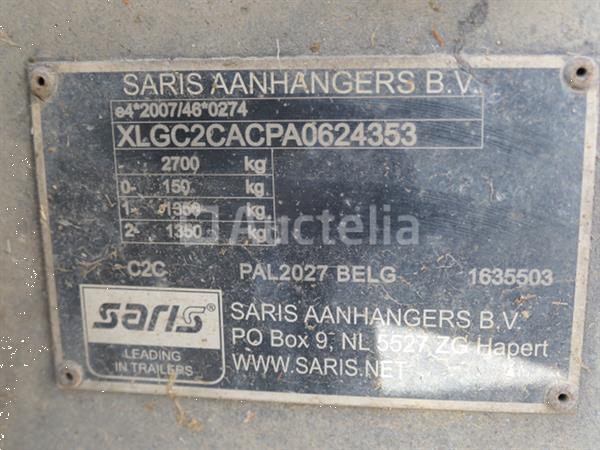 SARIS AANHANGERS B.V.
e4*2007/46*0274
XLGC2CACPA0624353
2700 kg
0- 150 kg
1- 1350 kg
2- 1350 kg
Auctelia
C2C PAL2027 BELG 1635503
saris®
LEADING
IN TRAILERS
SARIS AANHANGERS B.V.
PO Box 9, NL 5527 ZG Hapert
WWW.SARIS.NET